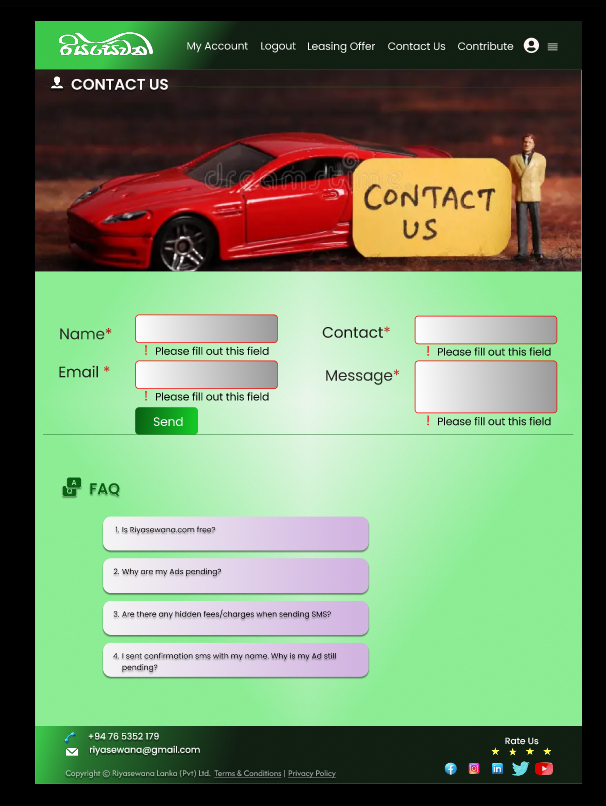 රියසෙවන
My Account Logout Leasing Offer Contact Us Contribute
CONTACT US
dreamstime
CONTACT
US
Name* Contact*
! Please fill out this field ! Please fill out this field
Email * Message*
! Please fill out this field
! Please fill out this field
Send
A
Q
FAQ
1. Is Riyasewana.com free?
2. Why are my Ads pending?
3. Are there any hidden fees/charges when sending SMS?
4. I sent confirmation sms with my name. Why is my Ad still
pending?
+94 76 5352 179
Rate Us
riyasewana@gmail.com
Copyright © Riyasewana Lanka (Pvt) Ltd. Terms & Conditions | Privacy Policy